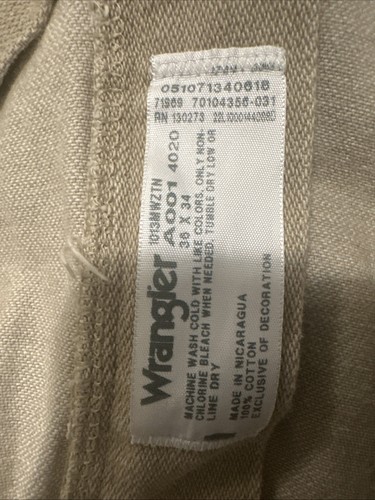 051071340618
71969 70104356-031
RN 130273
Wrangler
1013MWZTN
A001 4020
36 X 34
MACHINE WASH COLD WITH LIKE COLORS. ONLY NON-
CHLORINE BLEACH WHEN NEEDED. TUMBLE DRY LOW OR
LINE DRY
MADE IN NICARAGUA
100% COTTON
EXCLUSIVE OF DECORATION